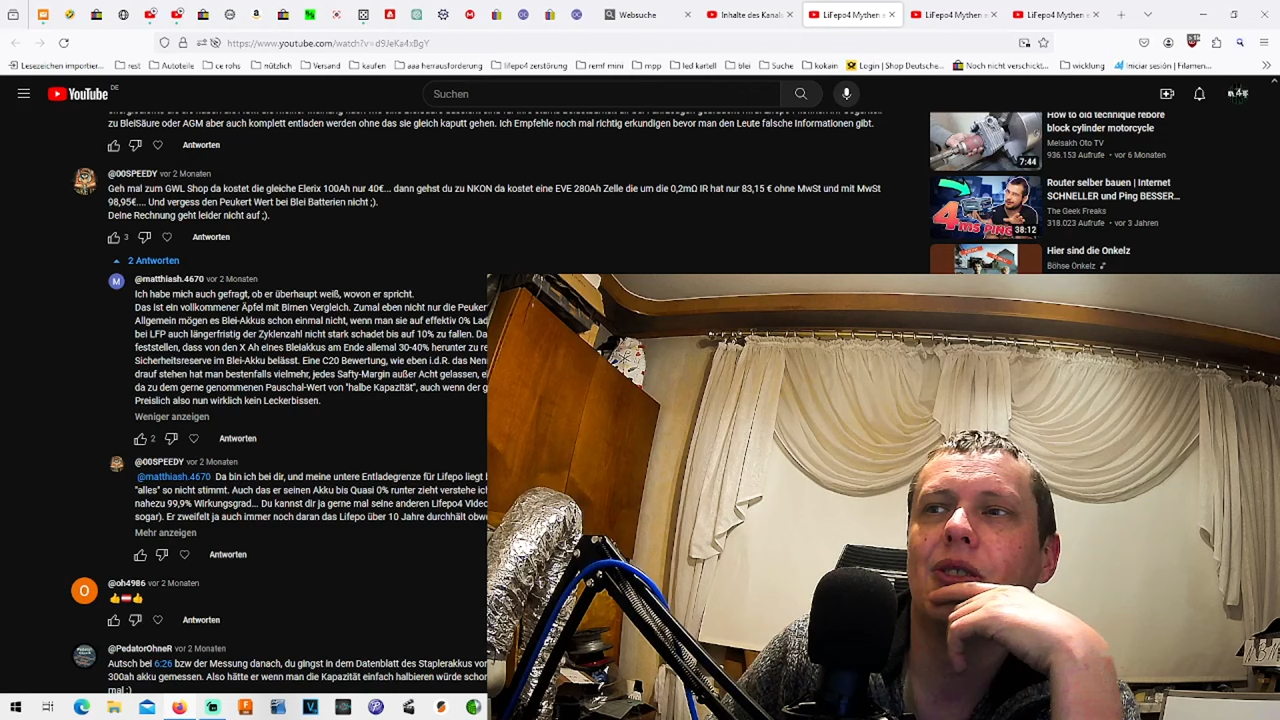 Websuche
Inhalte des Kanals
LiFepo4 Mythen e
LiFepo4 Mythen e
LiFepo4 Mythen e
https://www.youtube.com/watch?v=d9JeKa4xBgY
Lesezeichen importier...
rest
Autoteile
ce rohs
nützlich
Versand
kaufen
aaa herrausforderung
lifepo4 zerstörung
remf mini
mpp
led kartell
blei
Suche
kokain
Login | Shop Deutsche...
Noch nicht verschickt...
wicklung
Iniciar sesión | Filamen...
YouTube DE
Suchen
zu BleiSäure oder AGM aber auch komplett entladen werden ohne das sie gleich kaputt gehen. Ich Empfehle noch mal richtig erkundigen bevor man den Leute falsche Informationen gibt.
Antworten
@00SPEEDY vor 2 Monaten
Geh mal zum GWL Shop da kostet die gleiche Elerix 100Ah nur 40€... dann gehst du zu NKON da kostet eine EVE 280Ah Zelle die um die 0,2mΩ IR hat nur 83,15 € ohne MwSt und mit MwSt
98,95€.... Und vergess den Peukert Wert bei Blei Batterien nicht ;).
Deine Rechnung geht leider nicht auf ;).
3
Antworten
2 Antworten
M
@matthiash.4670 vor 2 Monaten
Ich habe mich auch gefragt, ob er überhaupt weiß, wovon er spricht.
Das ist ein vollkommener Äpfel mit Birnen Vergleich. Zumal eben nicht nur die Peuker
Allgemein mögen es Blei-Akkus schon einmal nicht, wenn man sie auf effektiv 0% Lad
bei LFP auch längerfristig der Zyklenzahl nicht stark schadet bis auf 10% zu fallen. Da
feststellen, dass von den X Ah eines Bleiakkus am Ende allemal 30-40% herunter zu re
Sicherheitsreserve im Blei-Akku belässt. Eine C20 Bewertung, wie eben i.d.R. das Nenn
drauf stehen hat man bestenfalls vielmehr, jedes Safty-Margin außer Acht gelassen, e
da zu dem gerne genommenen Pauschal-Wert von "halbe Kapazität", auch wenn der g
Preislich also nun wirklich kein Leckerbissen.
Weniger anzeigen
2
Antworten
@00SPEEDY vor 2 Monaten
@matthiash.4670 Da bin ich bei dir, und meine untere Entladegrenze für Lifepo liegt b
"alles" so nicht stimmt. Auch das er seinen Akku bis Quasi 0% runter zieht verstehe ich
nahezu 99,9% Wirkungsgrad... Du kannst dir ja gerne mal seine anderen Lifepo4 Video
sogar). Er zweifelt ja auch immer noch daran das Lifepo über 10 Jahre durchhält obw
Mehr anzeigen
Antworten
O
@oh4986 vor 2 Monaten
👍🇦🇹👍
Antworten
@PedatorOhneR vor 2 Monaten
Autsch bei 6:26 bzw der Messung danach, du gingst in dem Datenblatt des Staplerakkus vor
300ah akku gemessen. Also hätte er wenn man die Kapazität einfach halbieren würde schor
mal ;)
How to old technique rebore
block cylinder motorcycle
Meisakh Oto TV
936.153 Aufrufe • vor 6 Monaten
7:44
Router selber bauen | Internet
SCHNELLER und Ping BESSER...
The Geek Freaks
318.023 Aufrufe • vor 3 Jahren
4ms PING
38:12
Hier sind die Onkelz
Böhse Onkelz